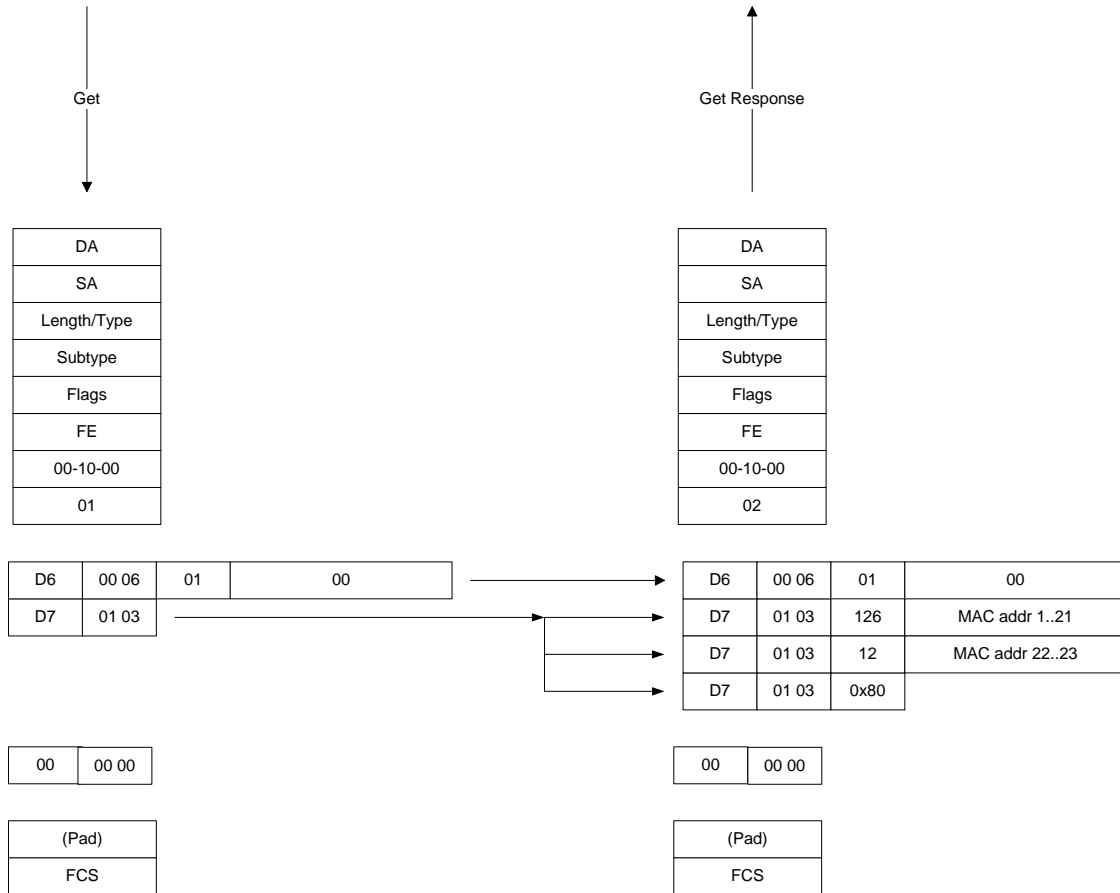 Get
Get Response
DA
SA
Length/Type
Subtype
Flags
FE
00-10-00
01
DA
SA
Length/Type
Subtype
Flags
FE
00-10-00
02
D6 00 06 01 00
D7 01 03
D6 00 06 01 00
D7 01 03 126 MAC addr 1..21
D7 01 03 12 MAC addr 22..23
D7 01 03 0x80
00 00 00
00 00 00
(Pad)
FCS
(Pad)
FCS